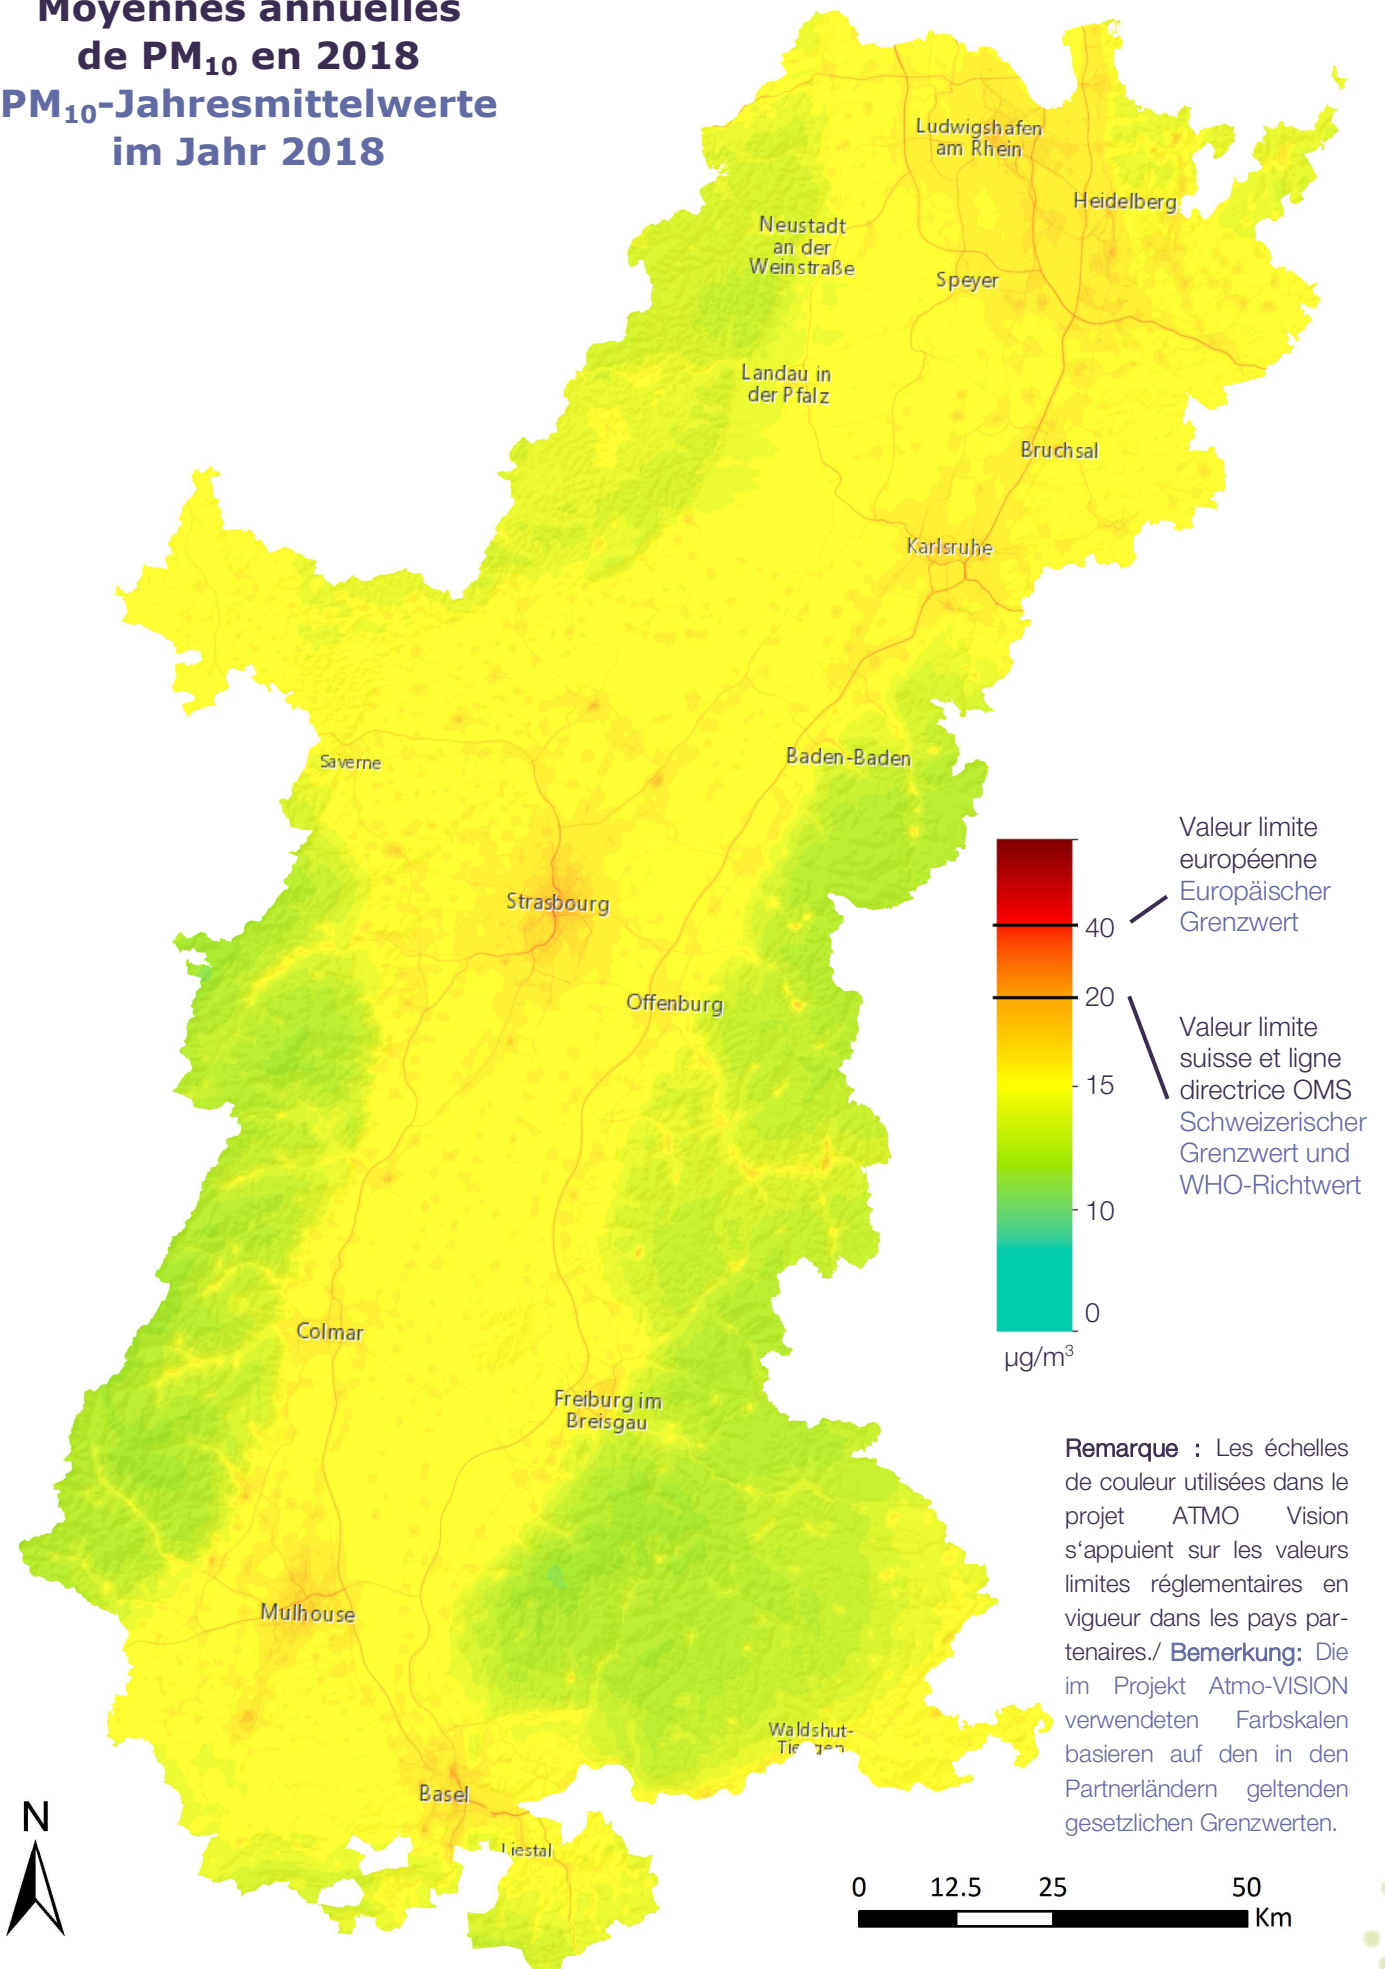 Moyennes annuelles
de PM₁₀ en 2018
PM₁₀-Jahresmittelwerte
im Jahr 2018
Ludwigshafen
am Rhein
Heidelberg
Neustadt
an der
Weinstraße
Speyer
Landau in
der Pfalz
Bruchsal
Karlsruhe
Saverne
Baden-Baden
Strasbourg
Offenburg
Colmar
Freiburg im
Breisgau
Mulhouse
Waldshut-
Tiengen
Basel
Liestal
Valeur limite
européenne
Europäischer
Grenzwert
40
20
15
10
0
µg/m³
Valeur limite
suisse et ligne
directrice OMS
Schweizerischer
Grenzwert und
WHO-Richtwert
Remarque : Les échelles
de couleur utilisées dans le
projet ATMO Vision
s‘appuient sur les valeurs
limites réglementaires en
vigueur dans les pays par-
tenaires./ Bemerkung: Die
im Projekt Atmo-VISION
verwendeten Farbskalen
basieren auf den in den
Partnerländern geltenden
gesetzlichen Grenzwerten.
N
0 12.5 25 50
Km